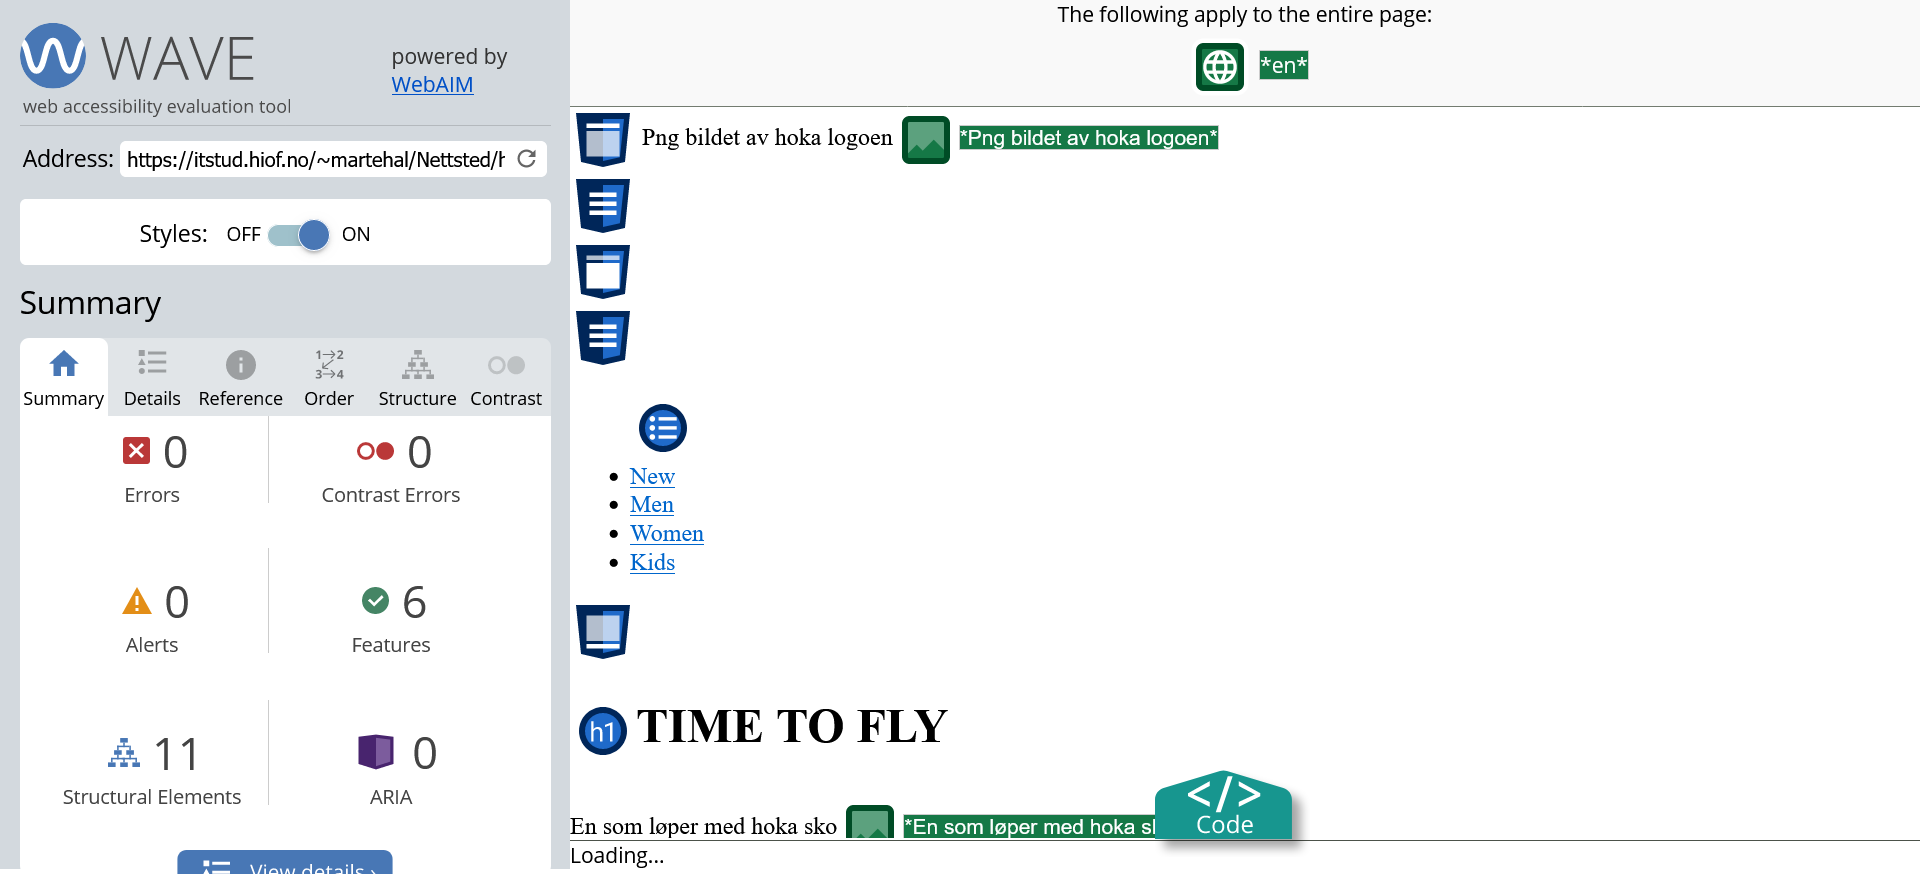 WAVE
web accessibility evaluation tool
powered by
WebAIM
Address: https://itstud.hiof.no/~martehal/Nettsted/h
Styles: OFF ON
Summary
Summary Details Reference Order Structure Contrast
0 0
Errors Contrast Errors
0 6
Alerts Features
11 0
Structural Elements ARIA
View details ›
The following apply to the entire page:
*en*
Png bildet av hoka logoen *Png bildet av hoka logoen*
New
Men
Women
Kids
h1 TIME TO FLY
En som løper med hoka sko *En som løper med hoka sk
</>
Code
Loading...